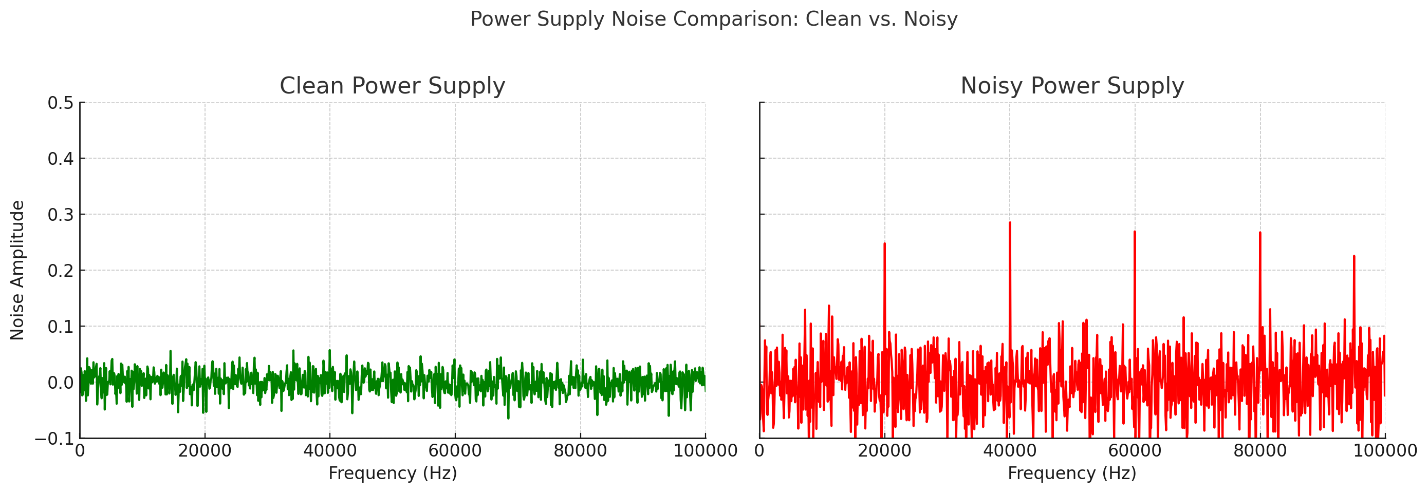 Power Supply Noise Comparison: Clean vs. Noisy
Clean Power Supply
Noise Amplitude
0.5
0.4
0.3
0.2
0.1
0.0
−0.1
0 20000 40000 60000 80000 100000
Frequency (Hz)
Noisy Power Supply
0 20000 40000 60000 80000 100000
Frequency (Hz)